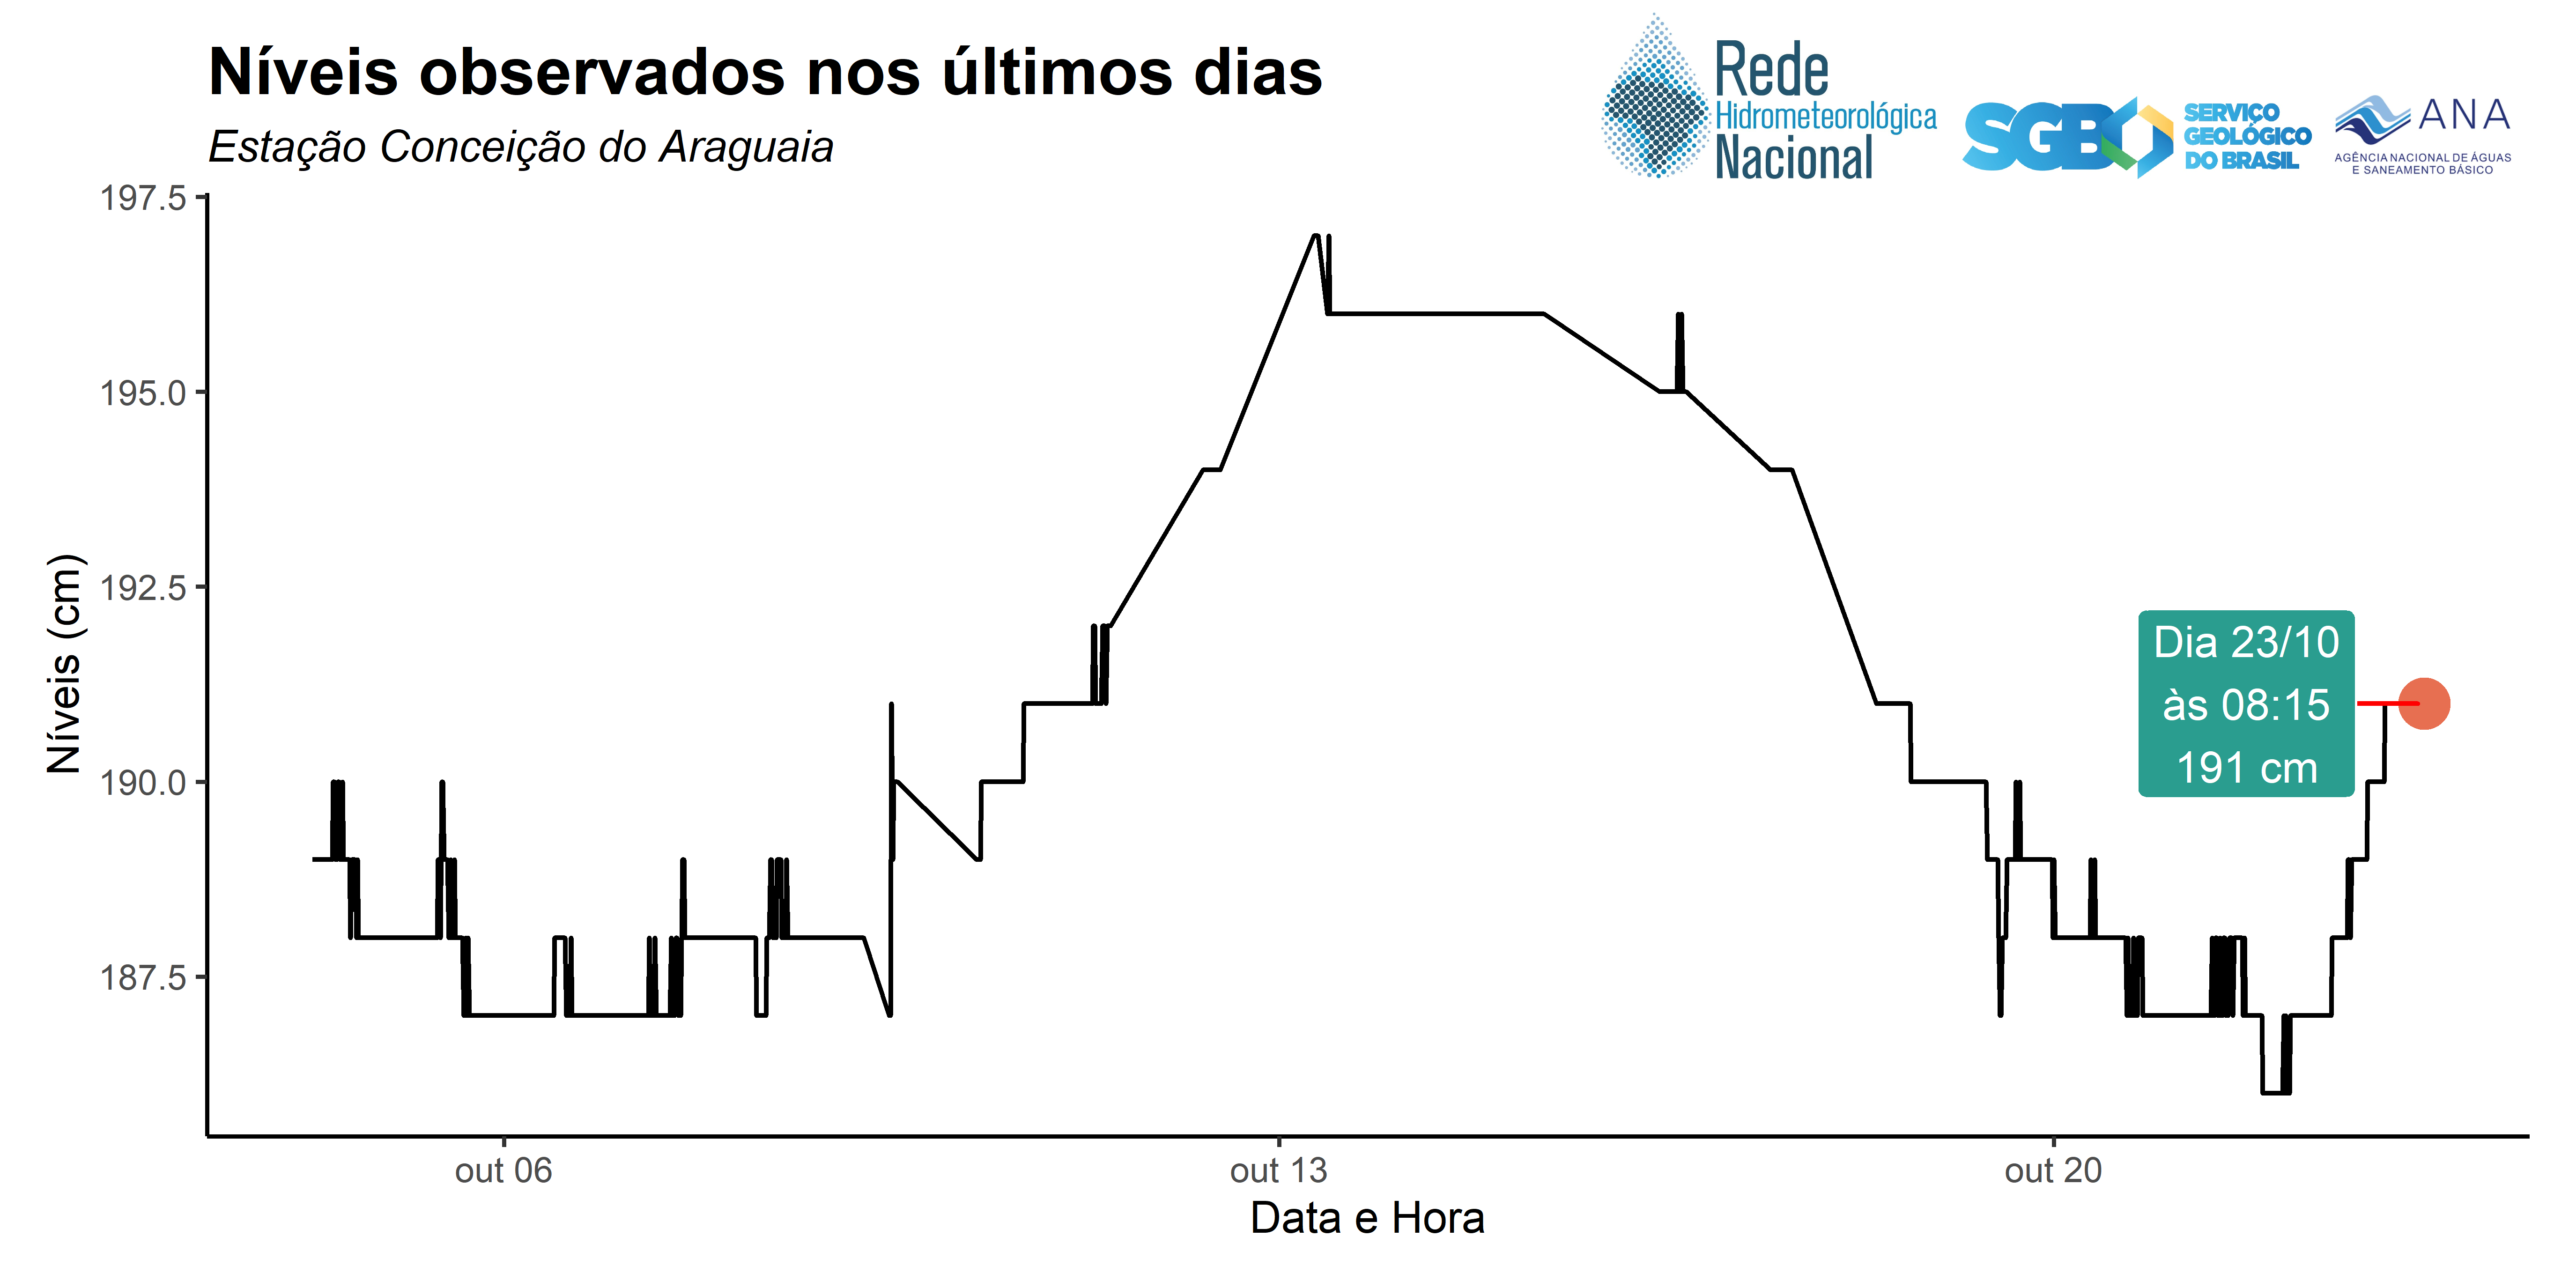 Níveis observados nos últimos dias
Estação Conceição do Araguaia
Rede
Hidrometeorológica
Nacional
SGB
SERVIÇO
GEOLÓGICO
DO BRASIL
ANA
AGÊNCIA NACIONAL DE ÁGUAS
E SANEAMENTO BÁSICO
Níveis (cm)
197.5
195.0
192.5
190.0
187.5
Dia 23/10
às 08:15
191 cm
out 06
out 13
out 20
Data e Hora